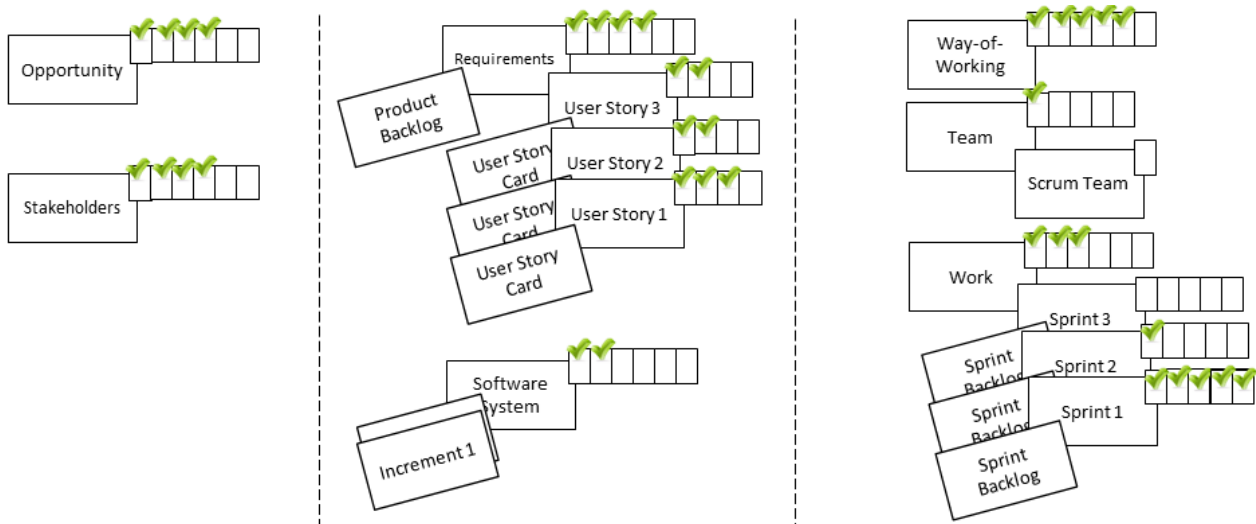 Opportunity
Stakeholders
Requirements
Product
Backlog
User Story 3
User Story
Card
User Story 2
User Story
Card
User Story 1
User Story
Card
Software
System
Increment 1
Way-of-
Working
Team
Scrum Team
Work
Sprint 3
Sprint
Backlog
Sprint 2
Sprint
Backlog
Sprint 1
Sprint
Backlog